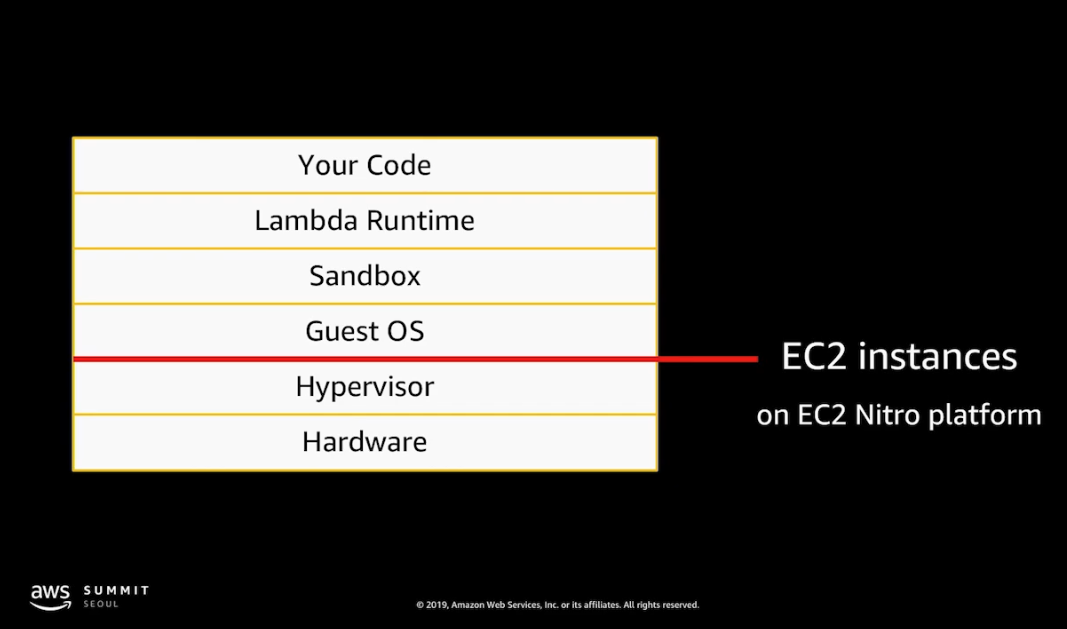 Your Code
Lambda Runtime
Sandbox
Guest OS
Hypervisor
Hardware
EC2 instances
on EC2 Nitro platform
aws SUMMIT
SEOUL
© 2019, Amazon Web Services, Inc. or its affiliates. All rights reserved.